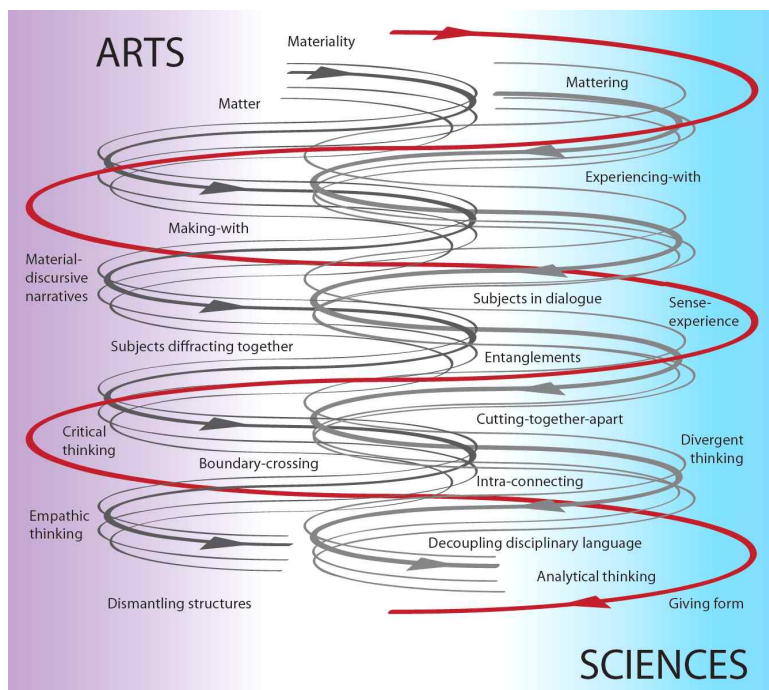 ARTS
Materiality
Mattering
Matter
Experiencing-with
Making-with
Material-
discursive
narratives
Subjects in dialogue
Sense-
experience
Subjects diffracting together
Entanglements
Cutting-together-apart
Critical
thinking
Divergent
thinking
Boundary-crossing
Intra-connecting
Empathic
thinking
Decoupling disciplinary language
Analytical thinking
Dismantling structures
Giving form
SCIENCES